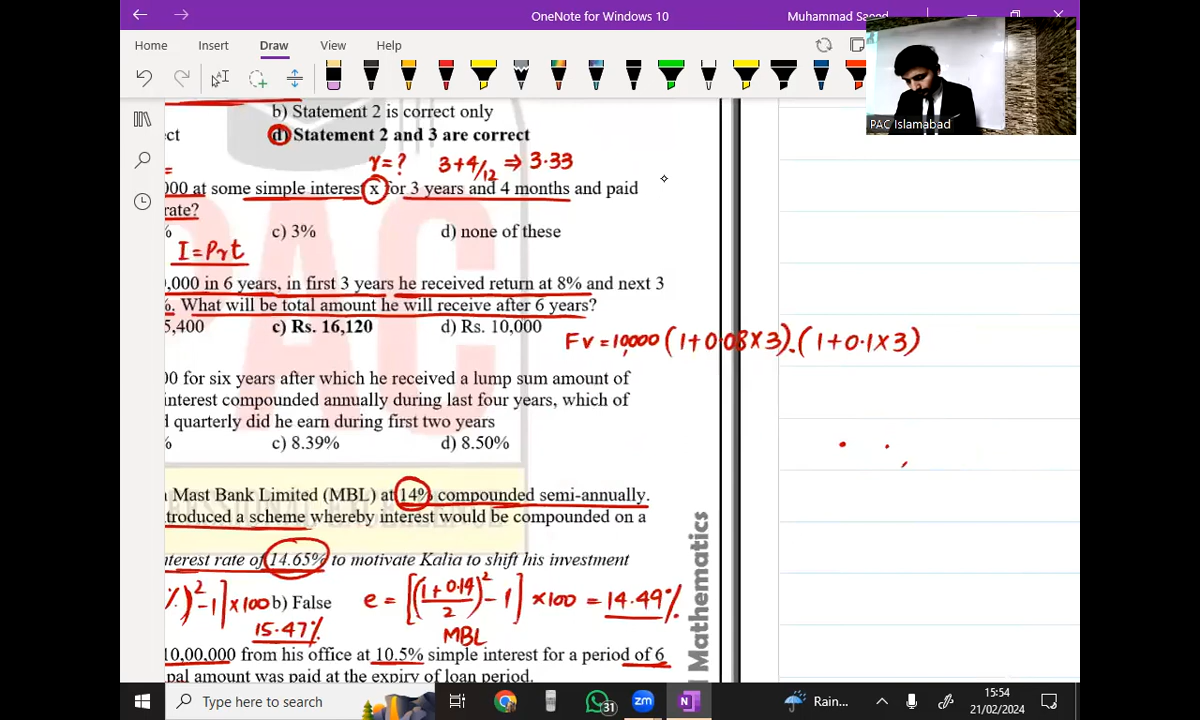 OneNote for Windows 10
Muhammad Saeed
Home Insert Draw View Help
PAC Islamabad
b) Statement 2 is correct only
ct d) Statement 2 and 3 are correct
r = ? 3+4/12 ⇒ 3.33
000 at some simple interest x for 3 years and 4 months and paid
rate?
% c) 3% d) none of these
I = Prt
,000 in 6 years, in first 3 years he received return at 8% and next 3
%. What will be total amount he will receive after 6 years?
5,400 c) Rs. 16,120 d) Rs. 10,000
Fv = 10,000 (1+0.08×3).(1+0.1×3)
00 for six years after which he received a lump sum amount of
interest compounded annually during last four years, which of
d quarterly did he earn during first two years
% c) 8.39% d) 8.50%
Mast Bank Limited (MBL) at 14% compounded semi-annually.
troduced a scheme whereby interest would be compounded on a
terest rate of 14.65% to motivate Kalia to shift his investment
%)² -1] ×100 b) False e = [(1+0.14/2)² - 1] ×100 = 14.49%
15.47% MBL
10,00,000 from his office at 10.5% simple interest for a period of 6
pal amount was paid at the expiry of loan period.
Mathematics
PAC
Type here to search
31
zm
N
Rain...
15:54
21/02/2024